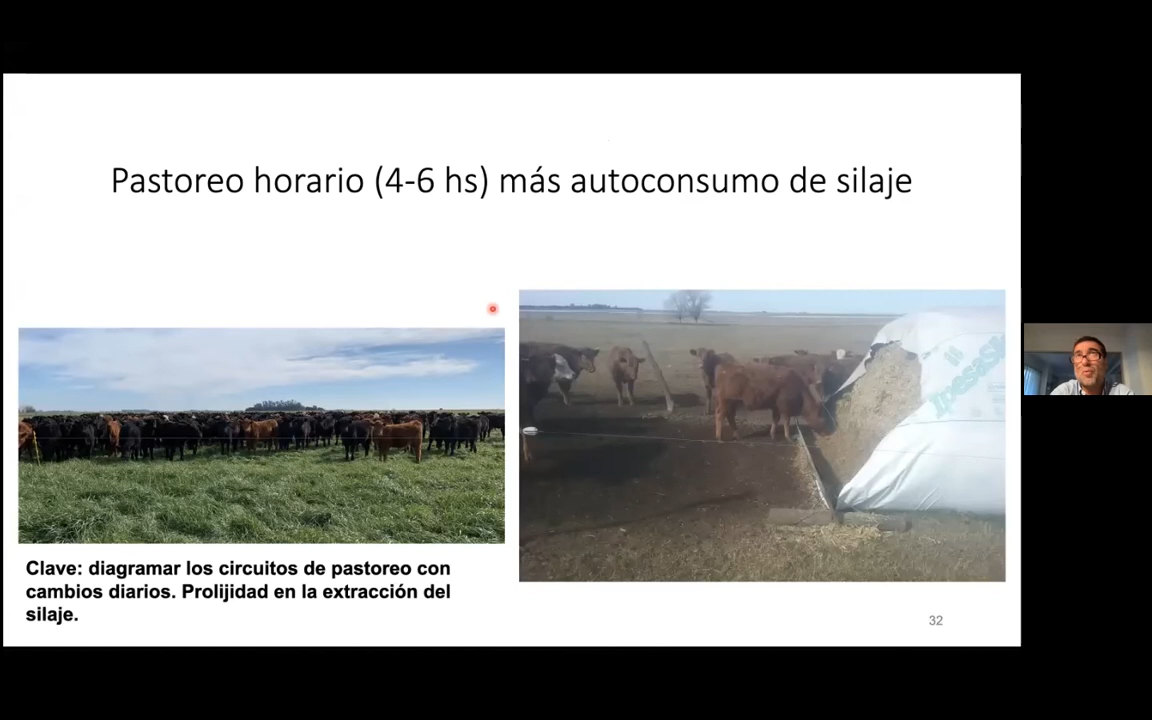 Pastoreo horario (4-6 hs) más autoconsumo de silaje
IpesaSilo
Clave: diagramar los circuitos de pastoreo con
cambios diarios. Prolijidad en la extracción del
silaje.
32